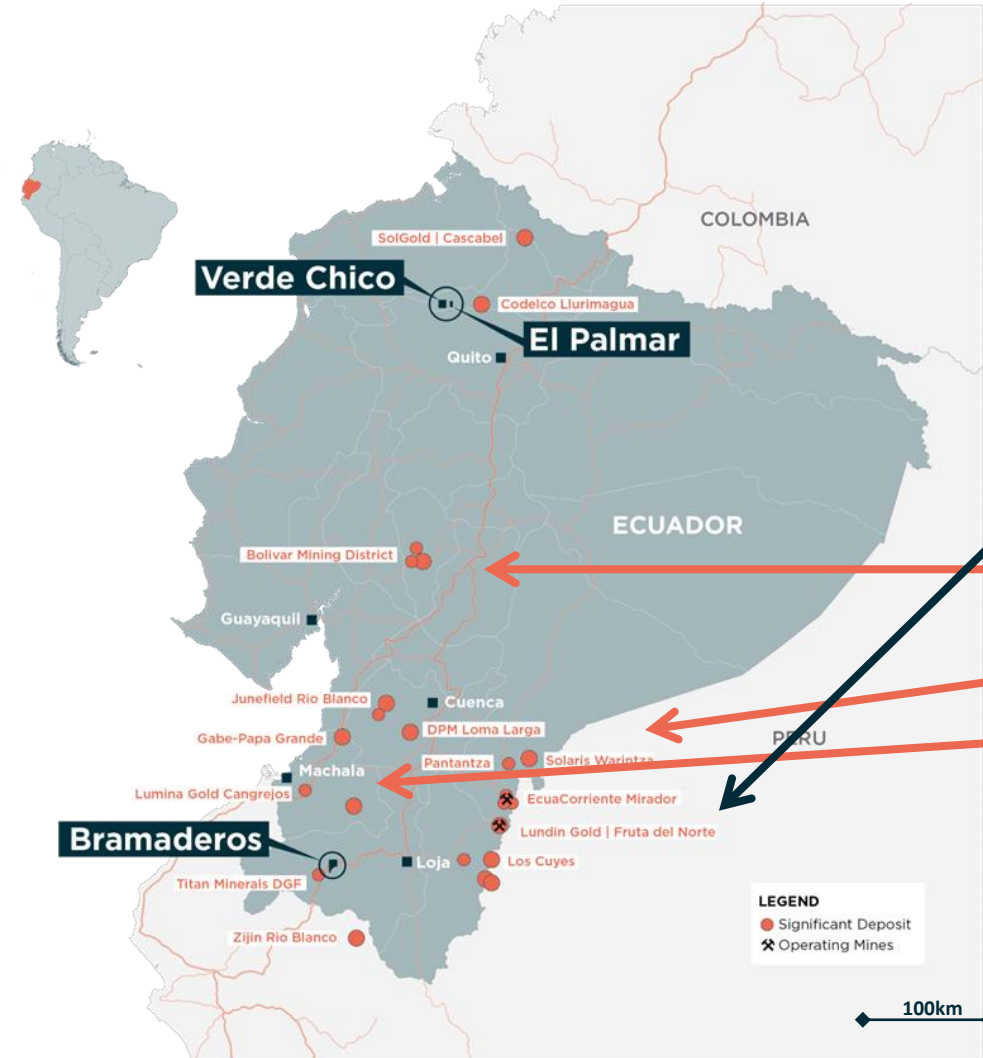 COLOMBIA
SolGold | Cascabel
Verde Chico
Codelco Llurimagua
El Palmar
Quito
ECUADOR
Bolivar Mining District
Guayaquil
Junefield Rio Blanco
Cuenca
DPM Loma Larga
Gabe-Papa Grande
PERU
Pantantza
Solaris Warintza
Machala
Lumina Gold Cangrejos
EcuaCorriente Mirador
Lundin Gold | Fruta del Norte
Bramaderos
Loja
Los Cuyes
Titan Minerals DGF
Zijin Rio Blanco
LEGEND
Significant Deposit
Operating Mines
100km